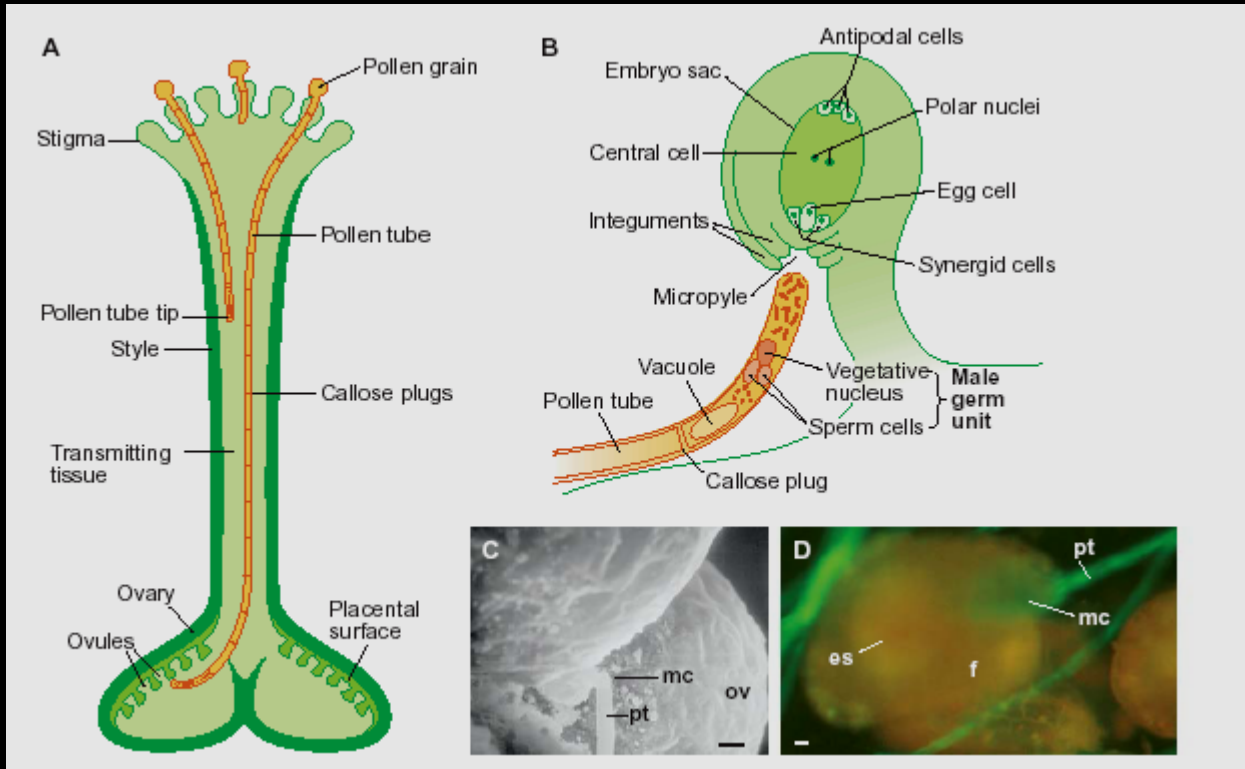 A
Pollen grain
Stigma
Pollen tube
Pollen tube tip
Style
Callose plugs
Transmitting
tissue
Ovary
Ovules
Placental
surface
B
Antipodal cells
Embryo sac
Polar nuclei
Central cell
Egg cell
Integuments
Synergid cells
Micropyle
Vacuole
Vegetative
nucleus
Male
germ
unit
Pollen tube
Sperm cells
Callose plug
C
mc
ov
pt
D
pt
mc
es
f